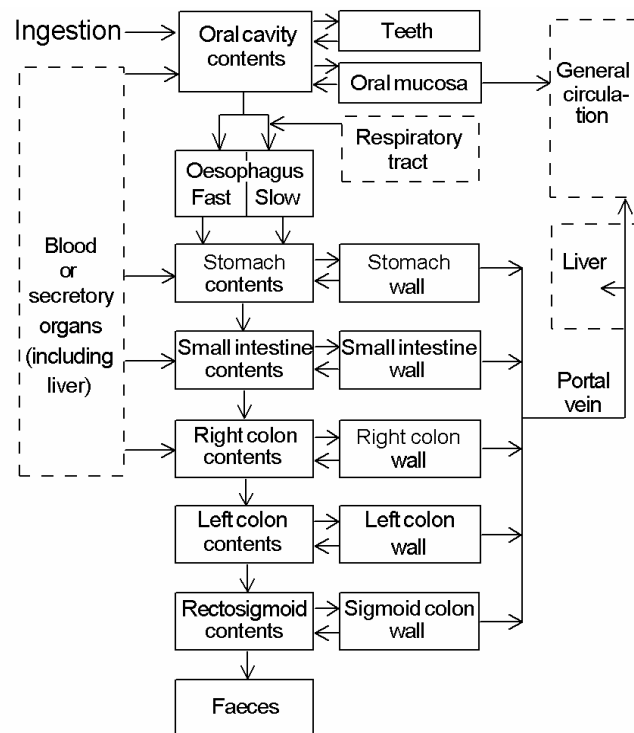 Ingestion
Oral cavity
contents
Teeth
Oral mucosa
General
circula-
tion
Respiratory
tract
Oesophagus
Fast Slow
Blood
or
secretory
organs
(including
liver)
Stomach
contents
Stomach
wall
Liver
Small intestine
contents
Small intestine
wall
Portal
vein
Right colon
contents
Right colon
wall
Left colon
contents
Left colon
wall
Rectosigmoid
contents
Sigmoid colon
wall
Faeces